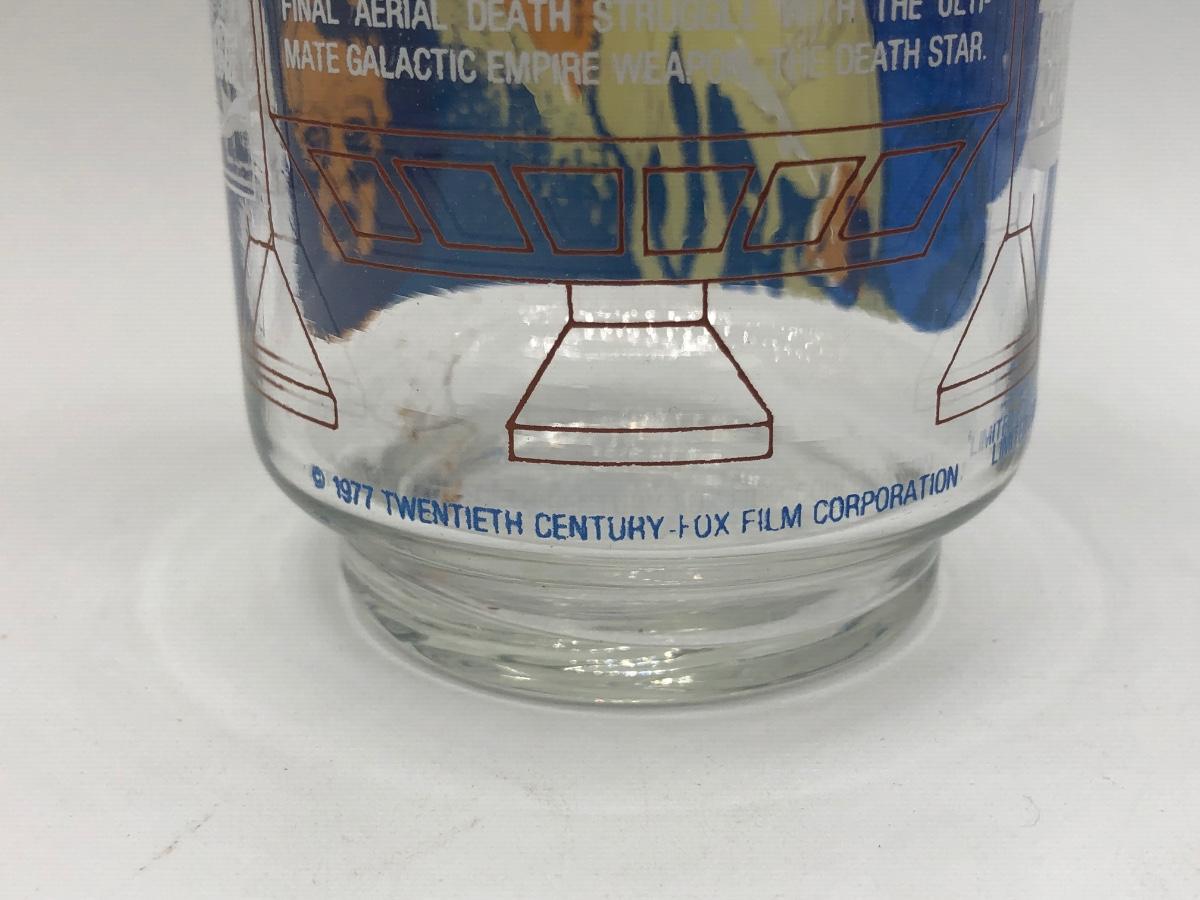 FINAL AERIAL DEATH STRUGGLE WITH THE ULTI-
MATE GALACTIC EMPIRE WEAPON, THE DEATH STAR.
© 1977 TWENTIETH CENTURY-FOX FILM CORPORATION